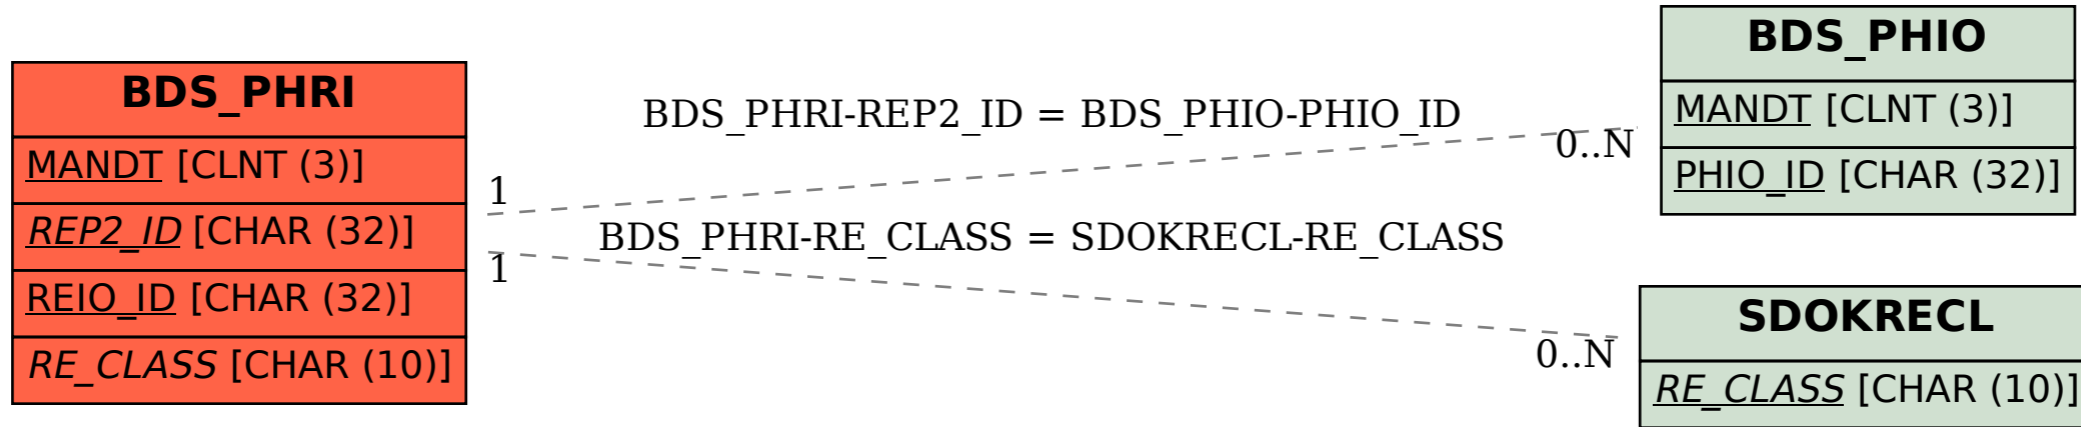 BDS_PHRI
MANDT [CLNT (3)]
REP2_ID [CHAR (32)]
REIO_ID [CHAR (32)]
RE_CLASS [CHAR (10)]
BDS_PHRI-REP2_ID = BDS_PHIO-PHIO_ID
1
0..N
BDS_PHRI-RE_CLASS = SDOKRECL-RE_CLASS
1
0..N
BDS_PHIO
MANDT [CLNT (3)]
PHIO_ID [CHAR (32)]
SDOKRECL
RE_CLASS [CHAR (10)]